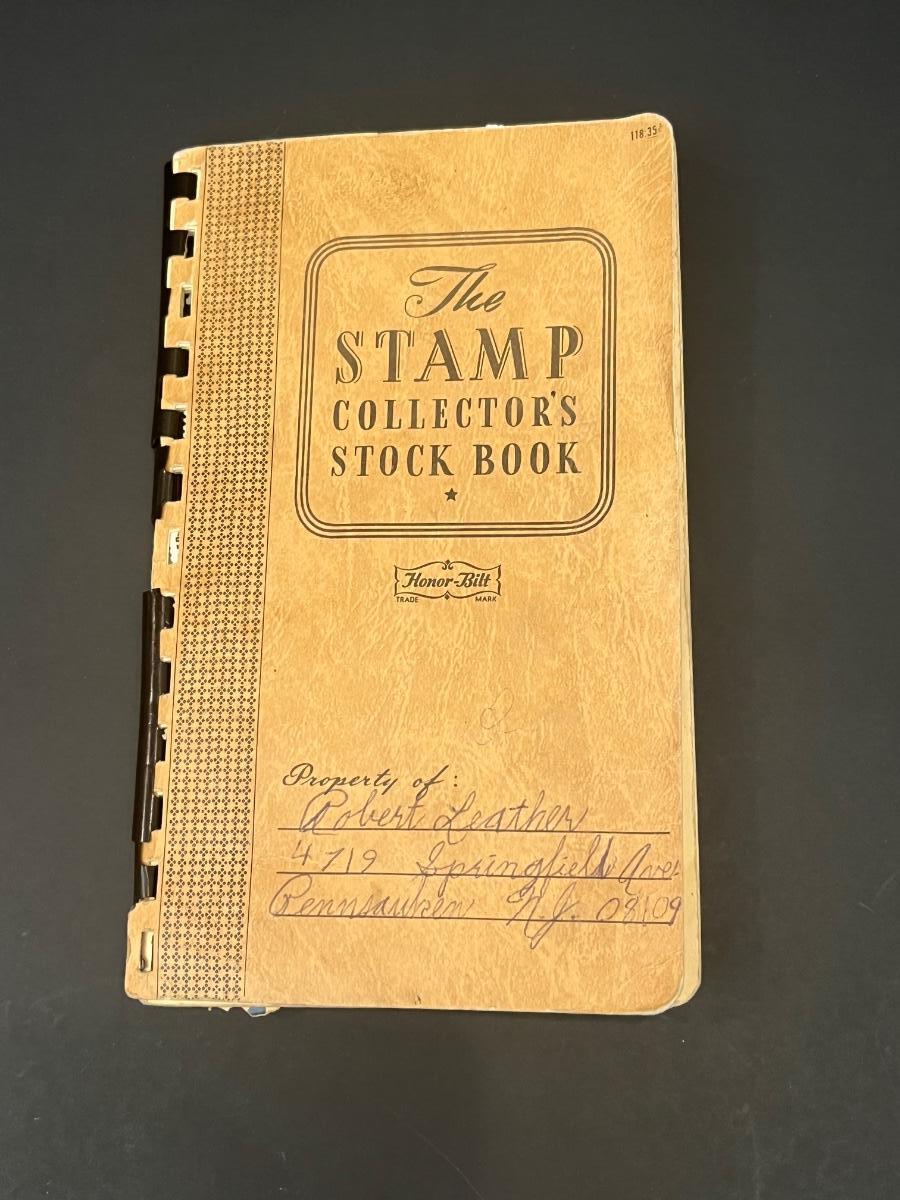 118:35¢
The
STAMP
COLLECTOR'S
STOCK BOOK
Honor-Bilt
TRADE MARK
Property of:
Robert Leather
4719 Springfield Ave.
Pennsauken N.J. 08109